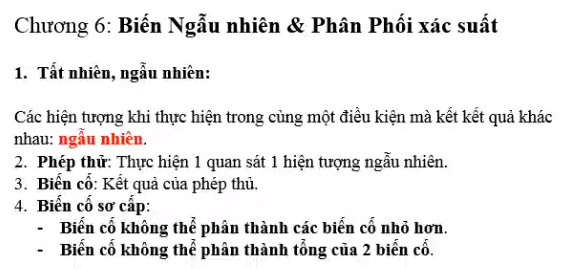 Chương 6: Biến Ngẫu nhiên & Phân Phối xác suất
1. Tất nhiên, ngẫu nhiên:
Các hiện tượng khi thực hiện trong cùng một điều kiện mà kết kết quả khác
nhau: ngẫu nhiên.
2. Phép thử: Thực hiện 1 quan sát 1 hiện tượng ngẫu nhiên.
3. Biến cố: Kết quả của phép thủ.
4. Biến cố sơ cấp:
- Biến cố không thể phân thành các biến cố nhỏ hơn.
- Biến cố không thể phân thành tổng của 2 biến cố.